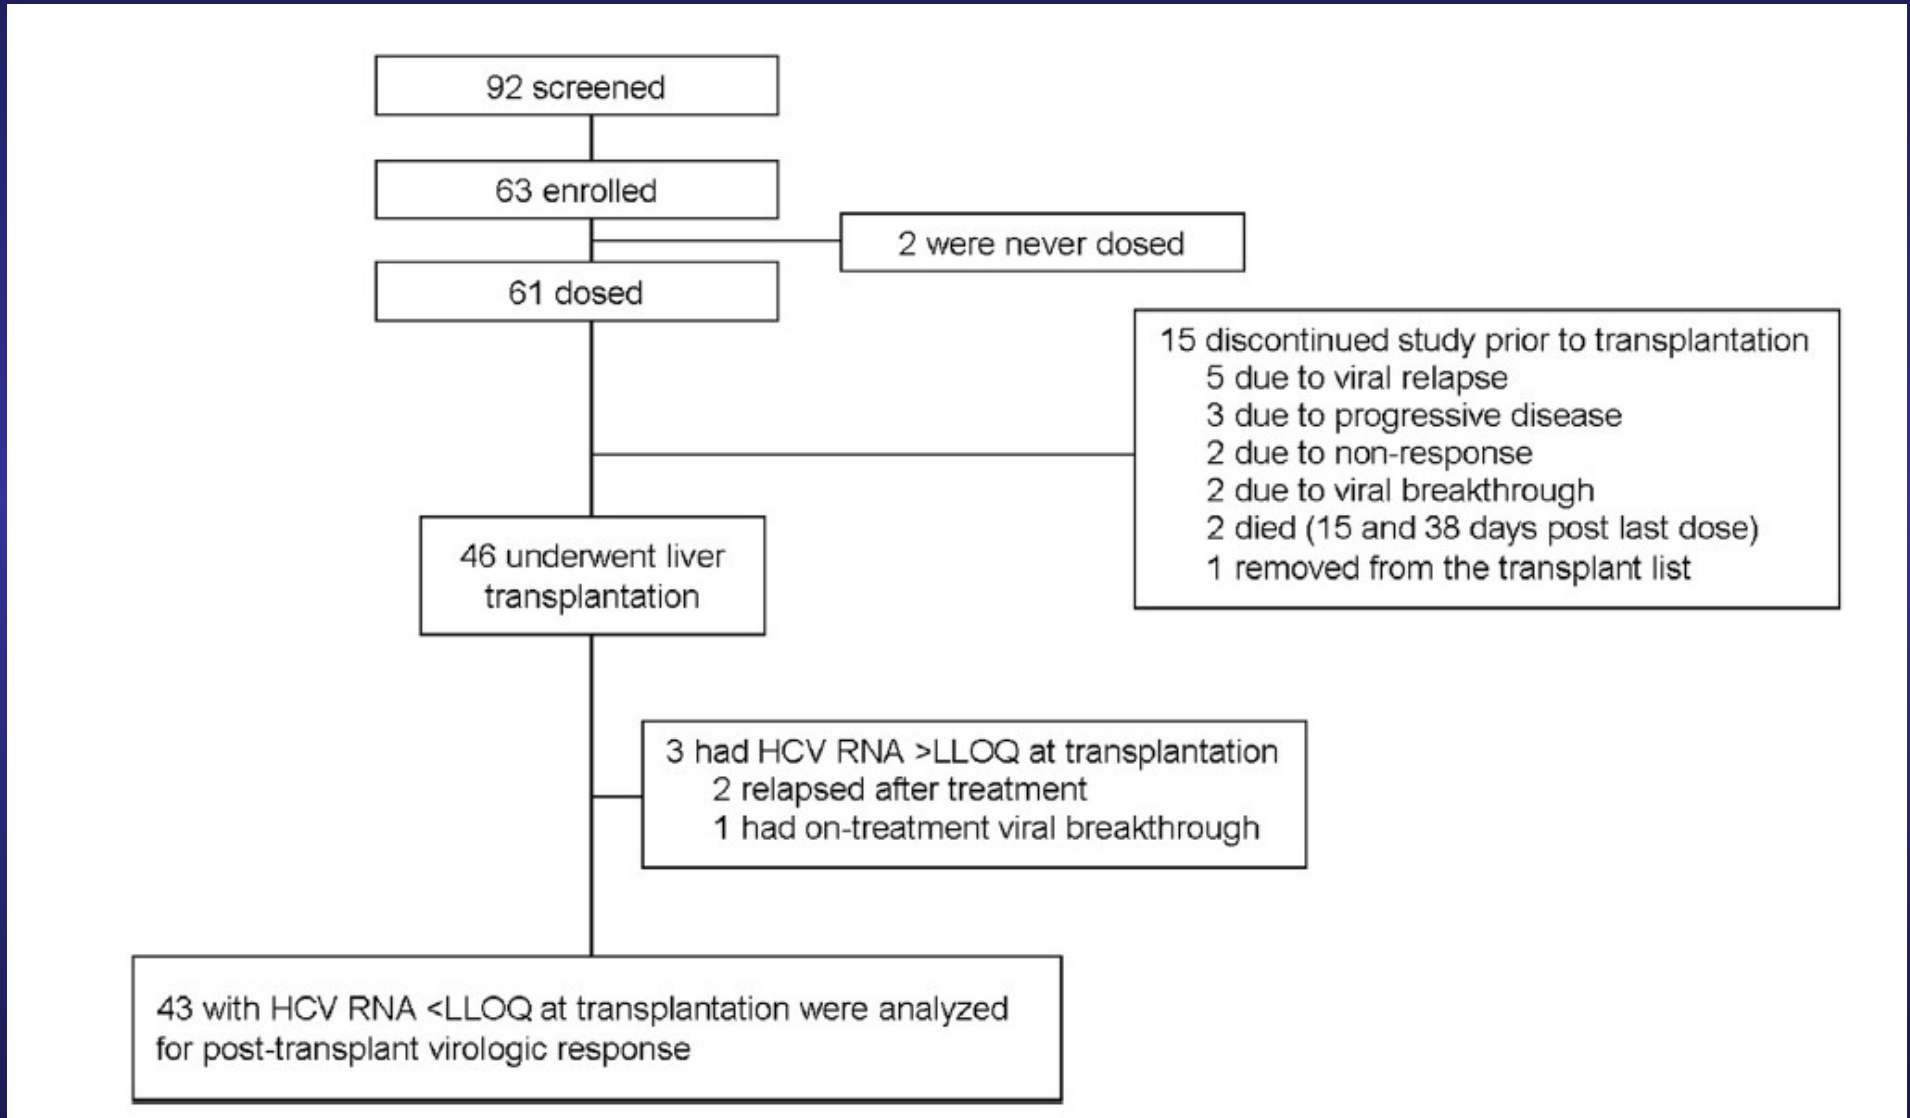 92 screened
63 enrolled
2 were never dosed
61 dosed
15 discontinued study prior to transplantation
5 due to viral relapse
3 due to progressive disease
2 due to non-response
2 due to viral breakthrough
2 died (15 and 38 days post last dose)
1 removed from the transplant list
46 underwent liver
transplantation
3 had HCV RNA >LLOQ at transplantation
2 relapsed after treatment
1 had on-treatment viral breakthrough
43 with HCV RNA <LLOQ at transplantation were analyzed
for post-transplant virologic response